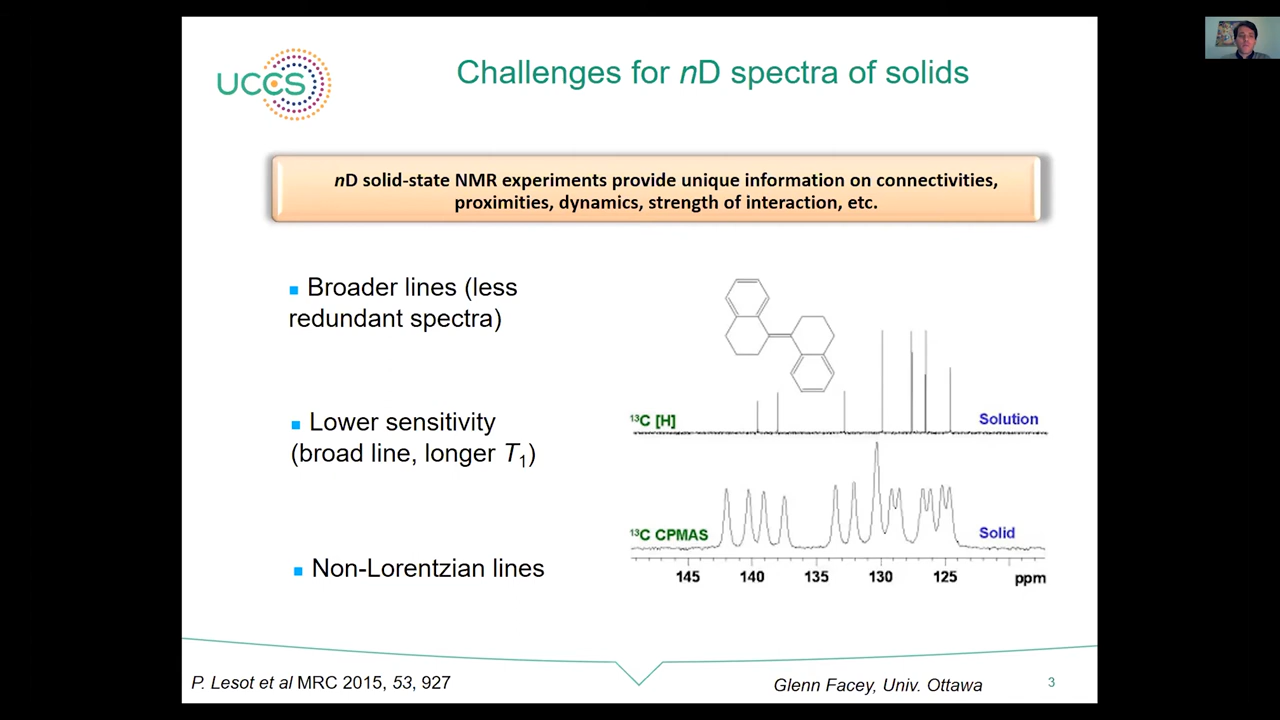 UCCS
Challenges for nD spectra of solids
nD solid-state NMR experiments provide unique information on connectivities,
proximities, dynamics, strength of interaction, etc.
Broader lines (less
redundant spectra)
Lower sensitivity
(broad line, longer T1)
Non-Lorentzian lines
13C [H]
Solution
13C CPMAS
Solid
145 140 135 130 125 ppm
P. Lesot et al MRC 2015, 53, 927
Glenn Facey, Univ. Ottawa
3